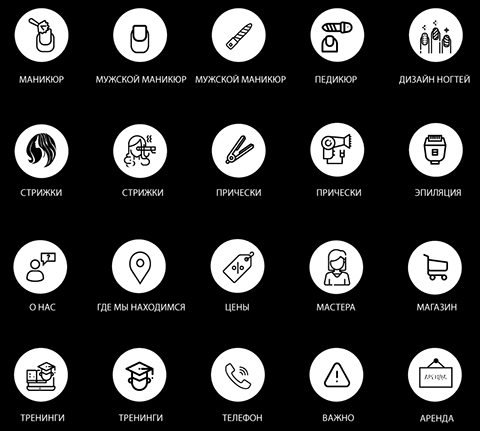 МАНИКЮР
МУЖСКОЙ МАНИКЮР
МУЖСКОЙ МАНИКЮР
ПЕДИКЮР
ДИЗАЙН НОГТЕЙ
СТРИЖКИ
СТРИЖКИ
ПРИЧЕСКИ
ПРИЧЕСКИ
ЭПИЛЯЦИЯ
?
%
О НАС
ГДЕ МЫ НАХОДИМСЯ
ЦЕНЫ
МАСТЕРА
МАГАЗИН
!
АРЕНДА
ТРЕНИНГИ
ТРЕНИНГИ
ТЕЛЕФОН
ВАЖНО
АРЕНДА